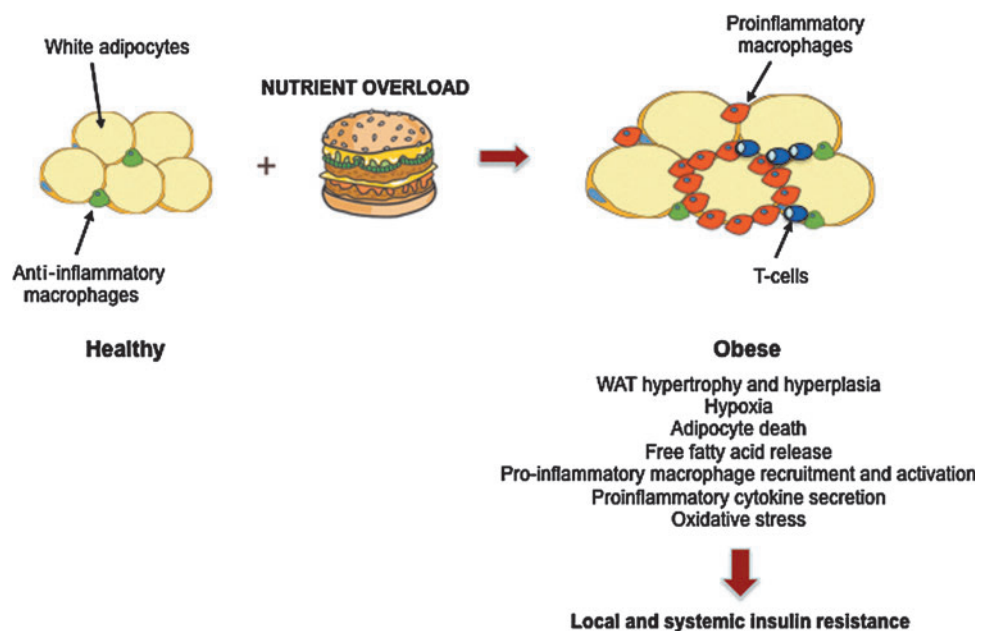 White adipocytes
NUTRIENT OVERLOAD
Proinflammatory
macrophages
+
Anti-inflammatory
macrophages
T-cells
Healthy
Obese
WAT hypertrophy and hyperplasia
Hypoxia
Adipocyte death
Free fatty acid release
Pro-inflammatory macrophage recruitment and activation
Proinflammatory cytokine secretion
Oxidative stress
Local and systemic insulin resistance